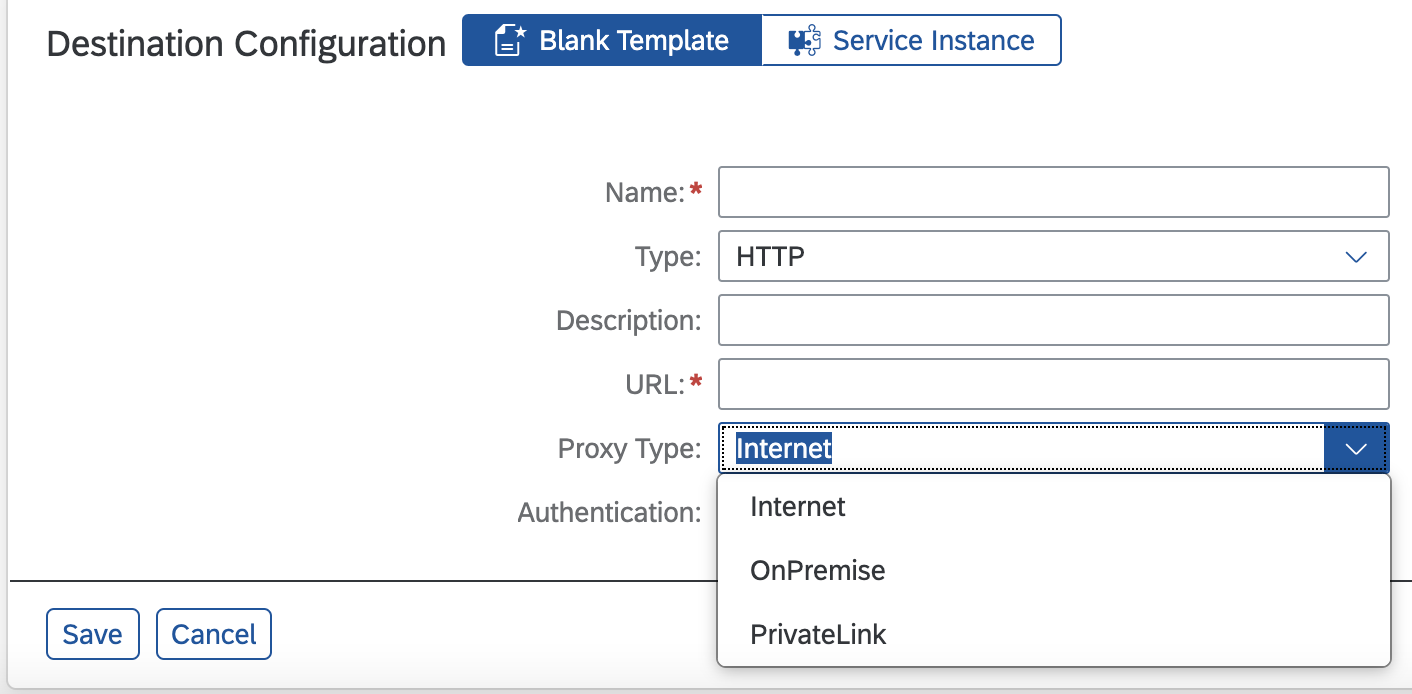 Destination Configuration Blank Template Service Instance
Name:*
Type: HTTP
Description:
URL:*
Proxy Type: Internet
Authentication:
Internet
OnPremise
PrivateLink
Save Cancel